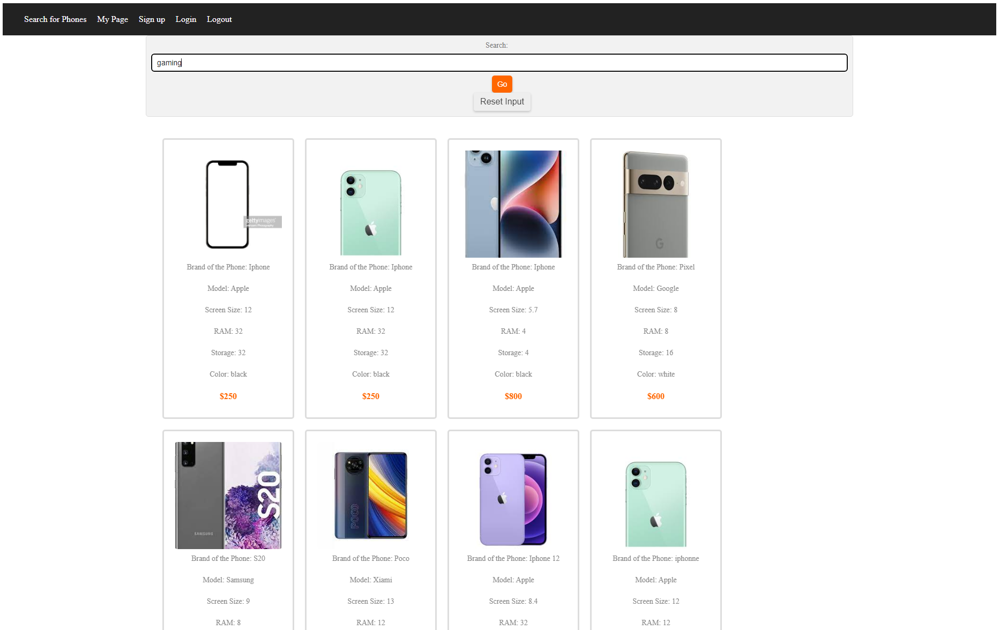 Search for Phones My Page Sign up Login Logout
Search:
gaming
Go
Reset Input
gettyimages
Brand of the Phone: Iphone
Model: Apple
Screen Size: 12
RAM: 32
Storage: 32
Color: black
$250
Brand of the Phone: Iphone
Model: Apple
Screen Size: 12
RAM: 32
Storage: 32
Color: black
$250
Brand of the Phone: Iphone
Model: Apple
Screen Size: 5.7
RAM: 4
Storage: 4
Color: black
$800
G
Brand of the Phone: Pixel
Model: Google
Screen Size: 8
RAM: 8
Storage: 16
Color: white
$600
S20
SAMSUNG
Brand of the Phone: S20
Model: Samsung
Screen Size: 9
RAM: 8
POCO
Brand of the Phone: Poco
Model: Xiami
Screen Size: 13
RAM: 12
Brand of the Phone: Iphone 12
Model: Apple
Screen Size: 8.4
RAM: 32
Brand of the Phone: iphonne
Model: Apple
Screen Size: 12
RAM: 12